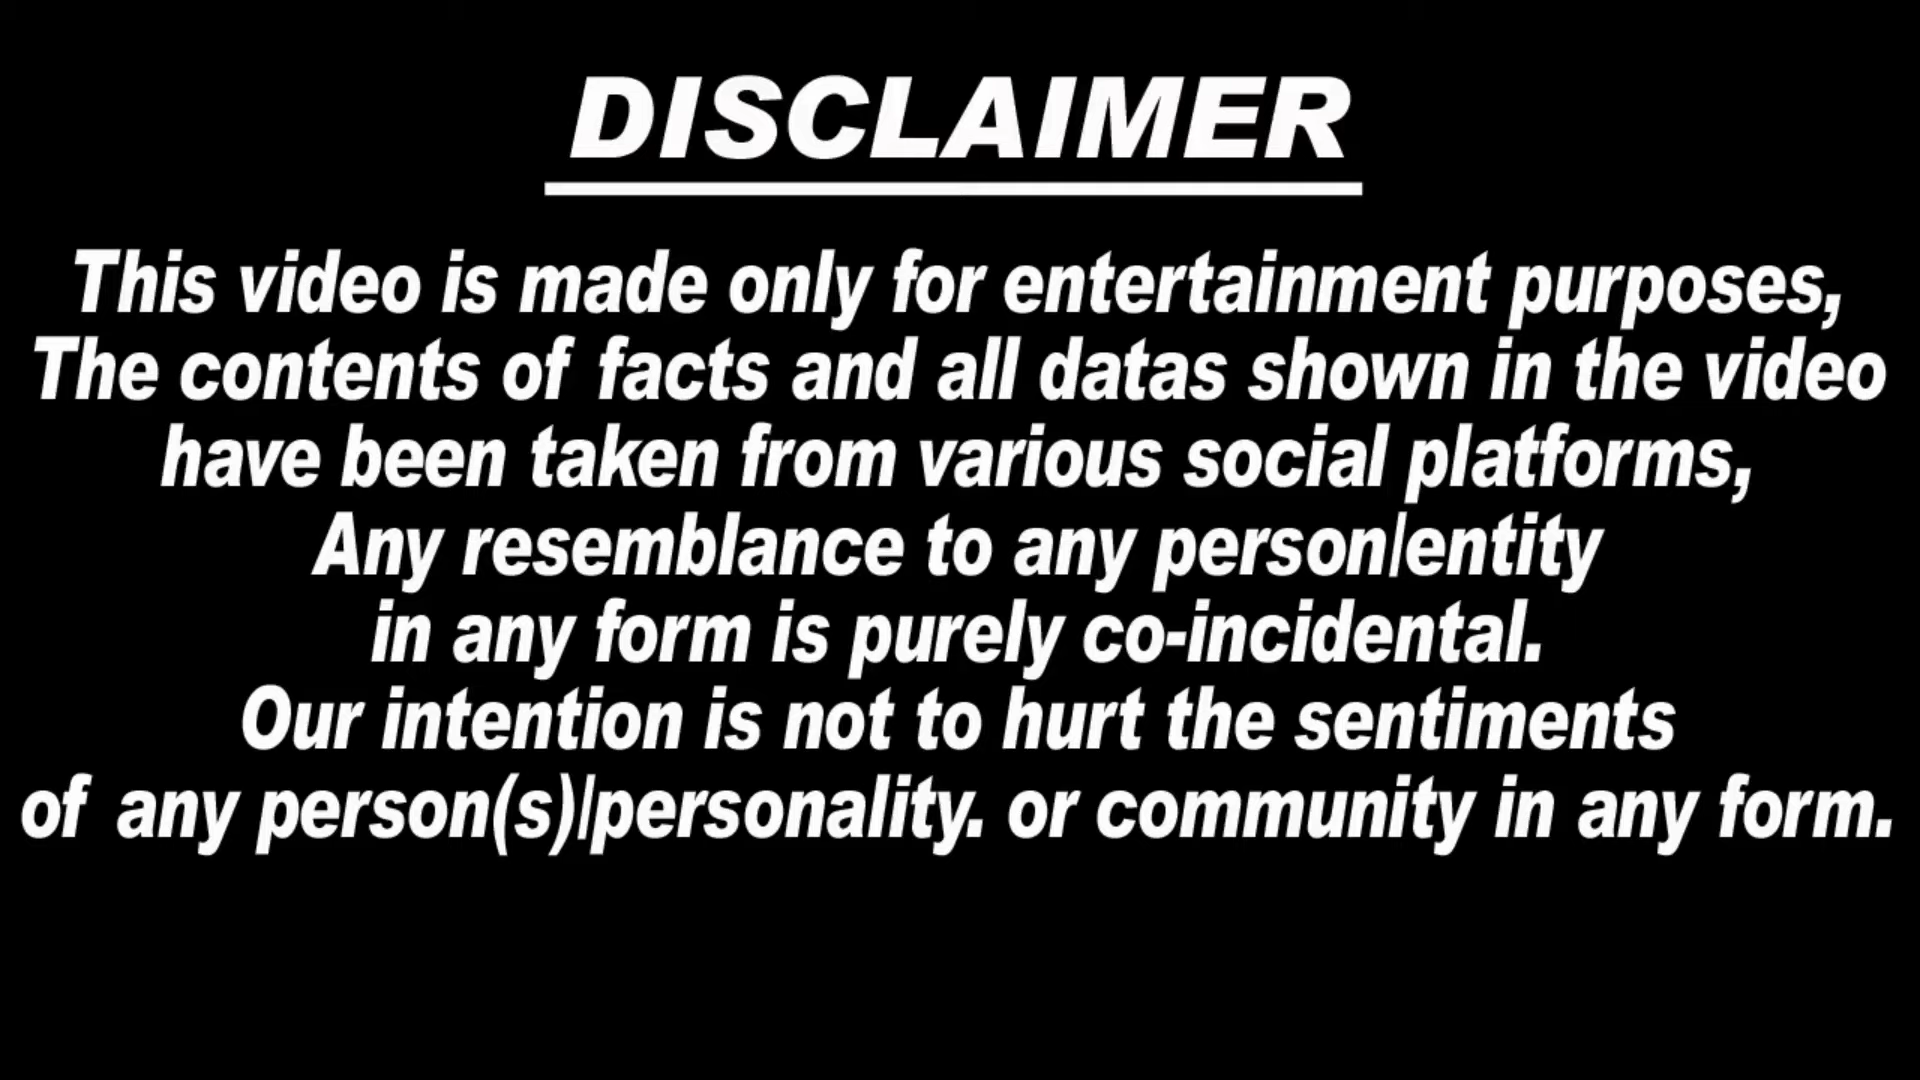 DISCLAIMER
This video is made only for entertainment purposes,
The contents of facts and all datas shown in the video
have been taken from various social platforms,
Any resemblance to any person/entity
in any form is purely co-incidental.
Our intention is not to hurt the sentiments
of any person(s)/personality. or community in any form.